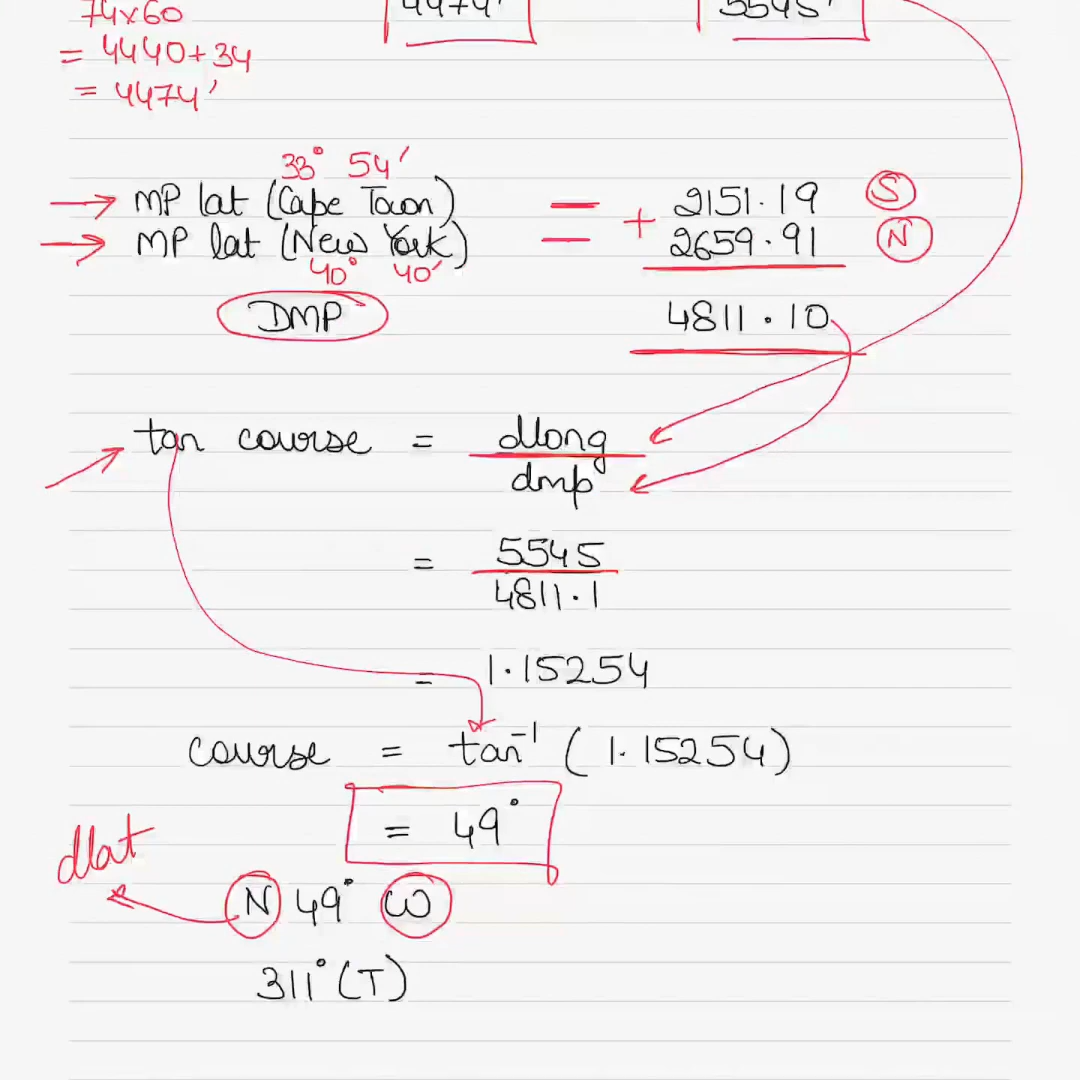 74x60
4474'
5545'
= 4440+34
= 4474'
33° 54'
MP lat (Cape Town) = 2151.19 S
MP lat (New York) = + 2659.91 N
40° 40'
DMP 4811.10
tan course = dlong
dmp
= 5545
4811.1
= 1.15254
course = tan⁻¹ (1.15254)
= 49°
dlat
N 49° W
311° (T)